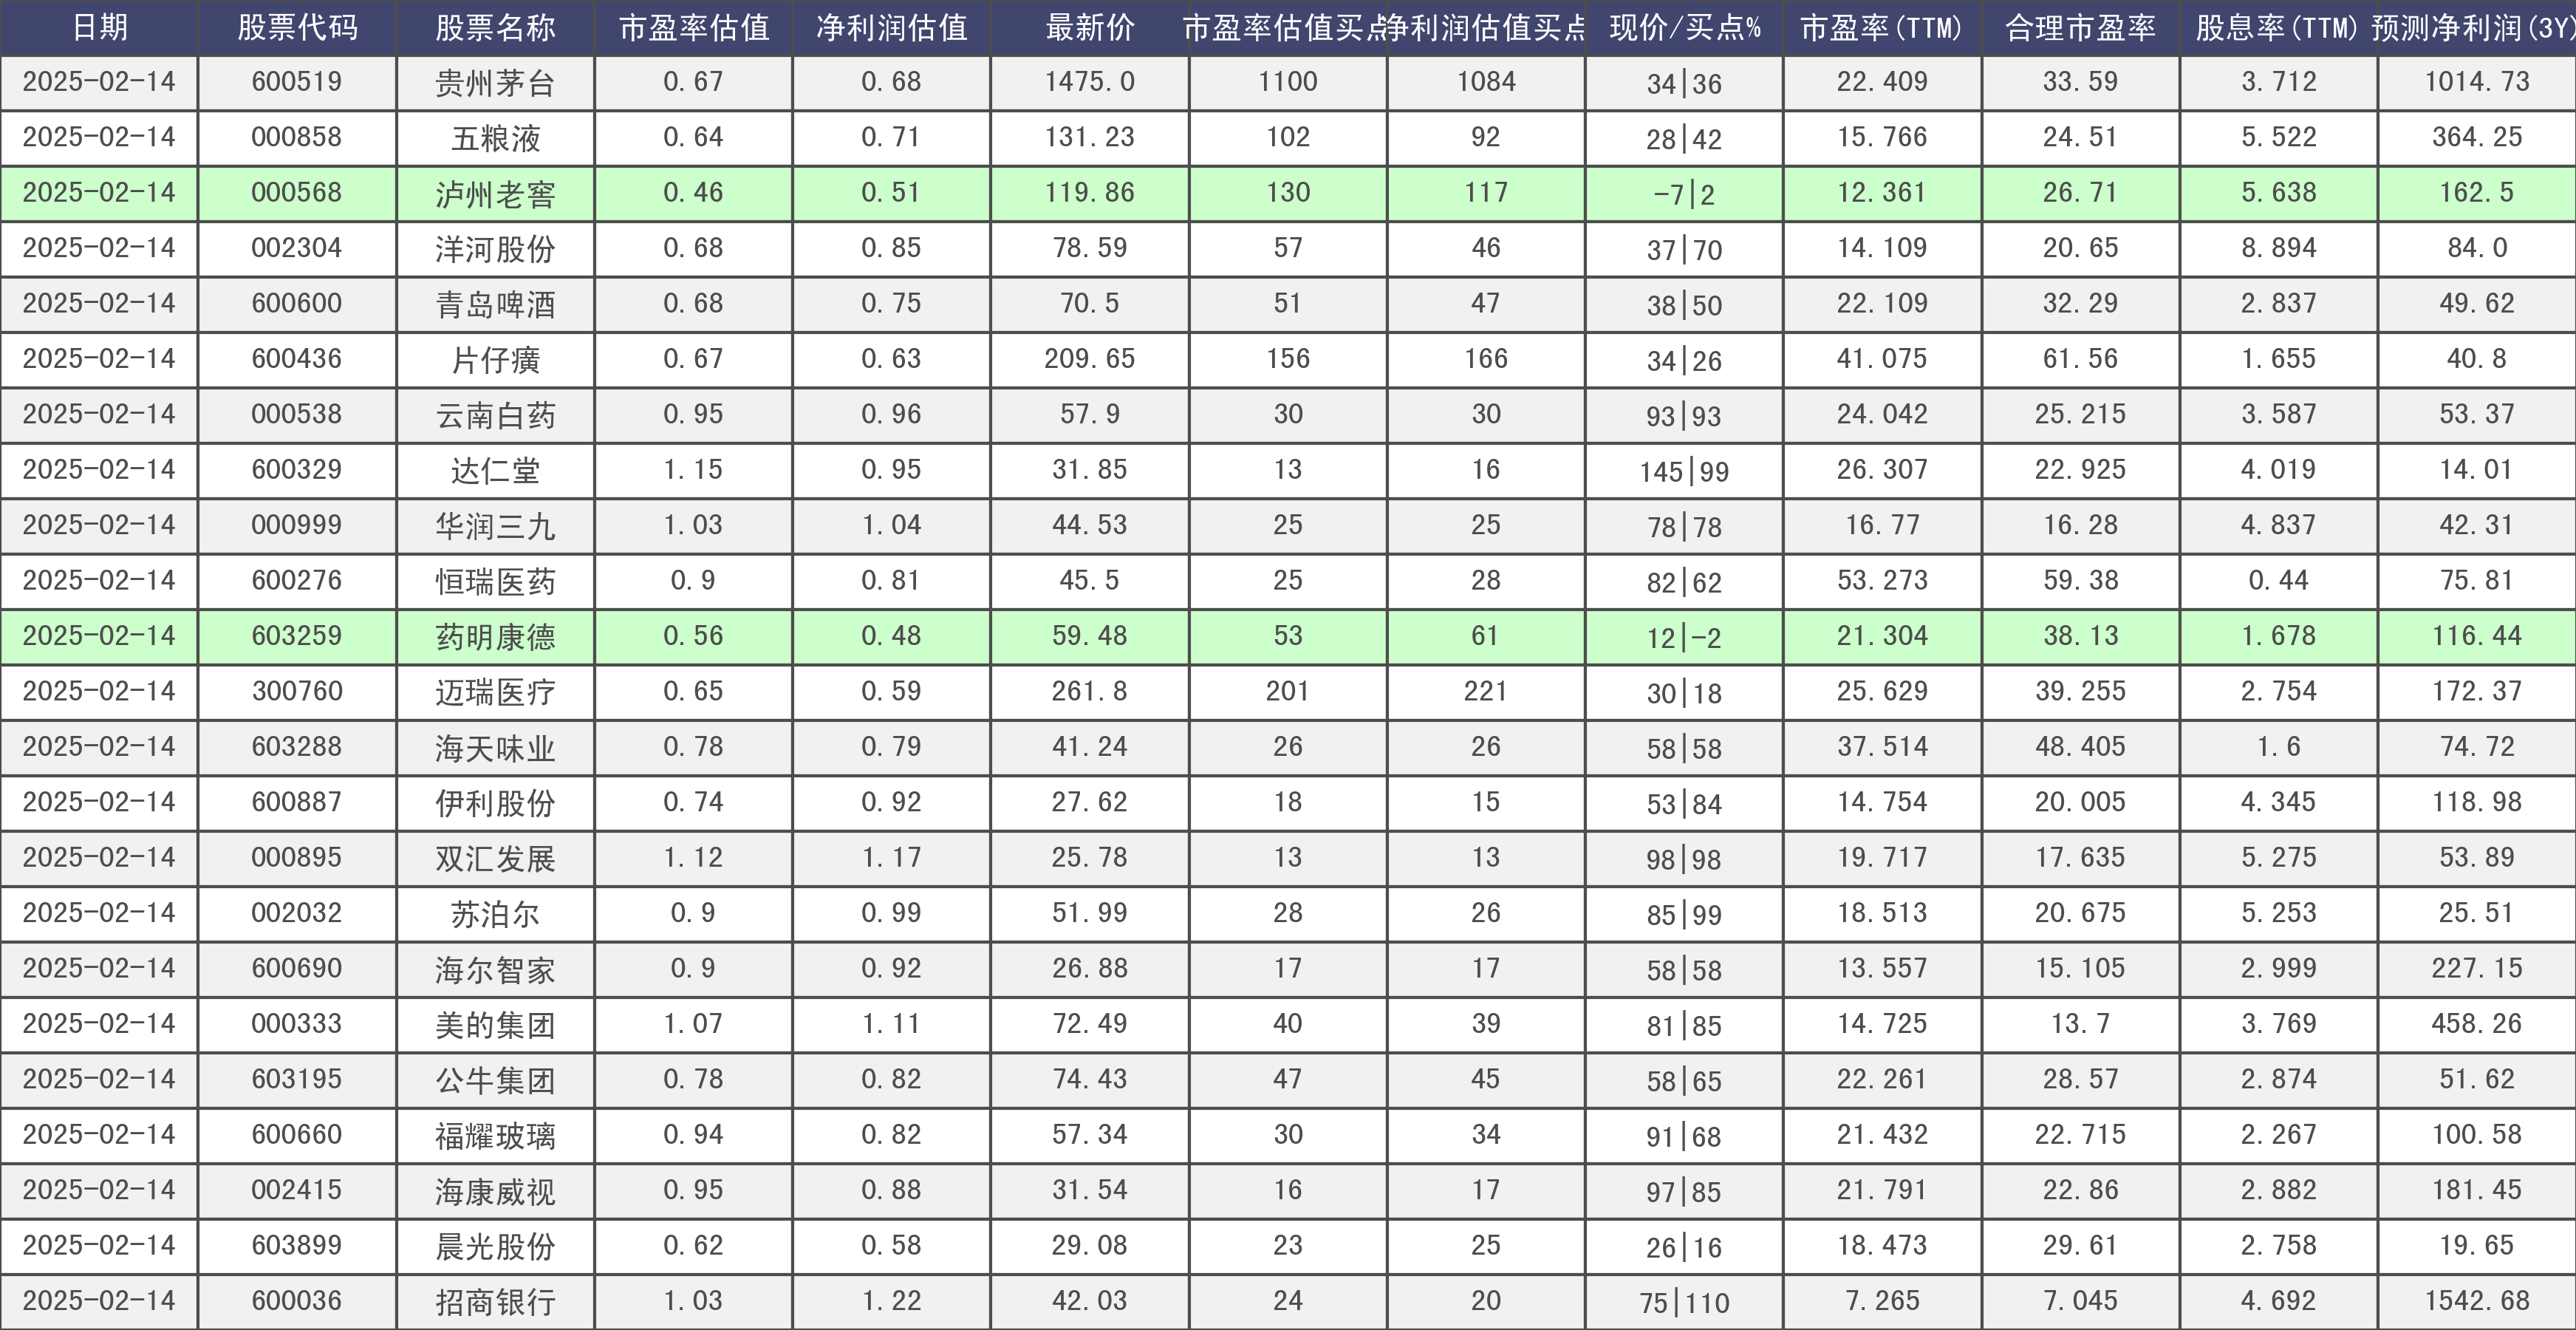 日期 股票代码 股票名称 市盈率估值 净利润估值 最新价 市盈率估值买点 净利润估值买点 现价/买点% 市盈率(TTM) 合理市盈率 股息率(TTM) 预测净利润(3Y)
2025-02-14 600519 贵州茅台 0.67 0.68 1475.0 1100 1084 34|36 22.409 33.59 3.712 1014.73
2025-02-14 000858 五粮液 0.64 0.71 131.23 102 92 28|42 15.766 24.51 5.522 364.25
2025-02-14 000568 泸州老窖 0.46 0.51 119.86 130 117 -7|2 12.361 26.71 5.638 162.5
2025-02-14 002304 洋河股份 0.68 0.85 78.59 57 46 37|70 14.109 20.65 8.894 84.0
2025-02-14 600600 青岛啤酒 0.68 0.75 70.5 51 47 38|50 22.109 32.29 2.837 49.62
2025-02-14 600436 片仔癀 0.67 0.63 209.65 156 166 34|26 41.075 61.56 1.655 40.8
2025-02-14 000538 云南白药 0.95 0.96 57.9 30 30 93|93 24.042 25.215 3.587 53.37
2025-02-14 600329 达仁堂 1.15 0.95 31.85 13 16 145|99 26.307 22.925 4.019 14.01
2025-02-14 000999 华润三九 1.03 1.04 44.53 25 25 78|78 16.77 16.28 4.837 42.31
2025-02-14 600276 恒瑞医药 0.9 0.81 45.5 25 28 82|62 53.273 59.38 0.44 75.81
2025-02-14 603259 药明康德 0.56 0.48 59.48 53 61 12|-2 21.304 38.13 1.678 116.44
2025-02-14 300760 迈瑞医疗 0.65 0.59 261.8 201 221 30|18 25.629 39.255 2.754 172.37
2025-02-14 603288 海天味业 0.78 0.79 41.24 26 26 58|58 37.514 48.405 1.6 74.72
2025-02-14 600887 伊利股份 0.74 0.92 27.62 18 15 53|84 14.754 20.005 4.345 118.98
2025-02-14 000895 双汇发展 1.12 1.17 25.78 13 13 98|98 19.717 17.635 5.275 53.89
2025-02-14 002032 苏泊尔 0.9 0.99 51.99 28 26 85|99 18.513 20.675 5.253 25.51
2025-02-14 600690 海尔智家 0.9 0.92 26.88 17 17 58|58 13.557 15.105 2.999 227.15
2025-02-14 000333 美的集团 1.07 1.11 72.49 40 39 81|85 14.725 13.7 3.769 458.26
2025-02-14 603195 公牛集团 0.78 0.82 74.43 47 45 58|65 22.261 28.57 2.874 51.62
2025-02-14 600660 福耀玻璃 0.94 0.82 57.34 30 34 91|68 21.432 22.715 2.267 100.58
2025-02-14 002415 海康威视 0.95 0.88 31.54 16 17 97|85 21.791 22.86 2.882 181.45
2025-02-14 603899 晨光股份 0.62 0.58 29.08 23 25 26|16 18.473 29.61 2.758 19.65
2025-02-14 600036 招商银行 1.03 1.22 42.03 24 20 75|110 7.265 7.045 4.692 1542.68